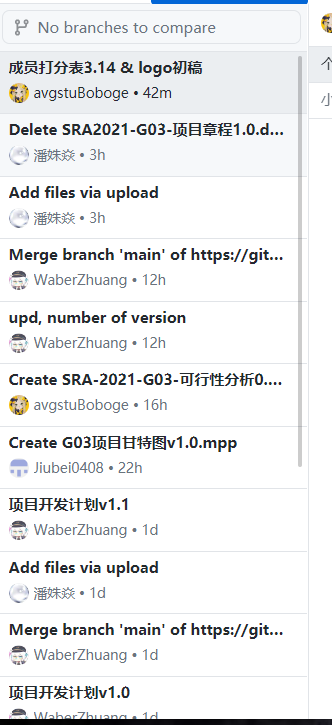 No branches to compare
成员打分表3.14 & logo初稿
avgstuBoboge • 42m
个
Delete SRA2021-G03-项目章程1.0.d...
潘姝焱 • 3h
小
Add files via upload
潘姝焱 • 3h
Merge branch 'main' of https://git...
WaberZhuang • 12h
upd, number of version
WaberZhuang • 12h
Create SRA-2021-G03-可行性分析0....
avgstuBoboge • 16h
Create G03项目甘特图v1.0.mpp
Jiubei0408 • 22h
项目开发计划v1.1
WaberZhuang • 1d
Add files via upload
潘姝焱 • 1d
Merge branch 'main' of https://git...
WaberZhuang • 1d
项目开发计划v1.0
WaberZhuang • 1d